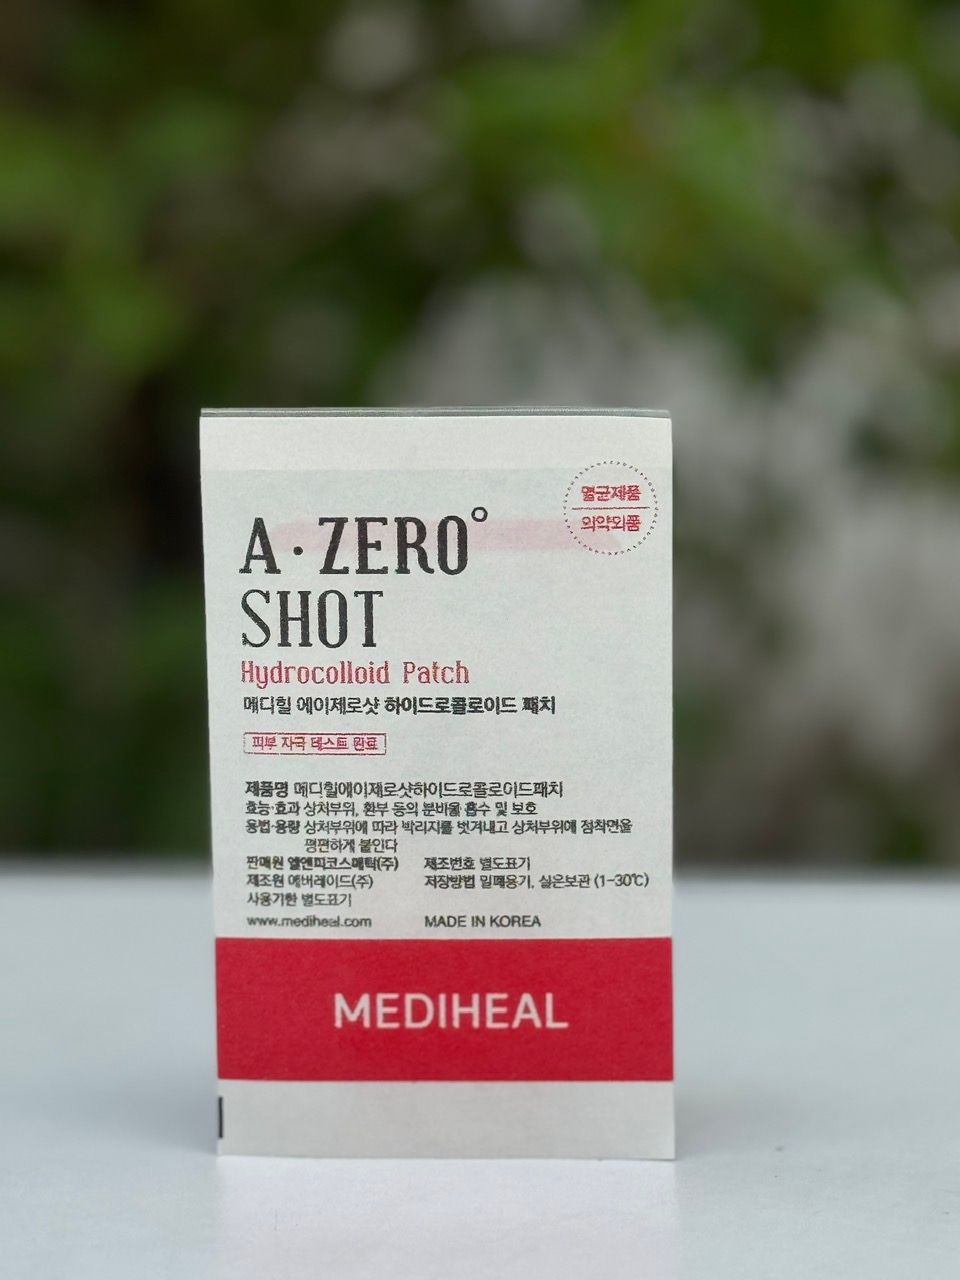 멸균제품
의약외품
A·ZERO°
SHOT
Hydrocolloid Patch
메디힐 에이제로샷 하이드로콜로이드 패치
피부 자극 테스트 완료
제품명 메디힐에이제로샷하이드로콜로이드패치
효능·효과 상처부위, 환부 등의 분비물 흡수 및 보호
용법·용량 상처부위에 따라 박리지를 벗겨내고 상처부위에 점착면을
평편하게 붙인다
판매원 엘앤피코스메틱(주) 제조번호 별도표기
제조원 에버레이드(주) 저장방법 밀폐용기, 실온보관 (1-30℃)
사용기한 별도표기
www.mediheal.com MADE IN KOREA
MEDIHEAL